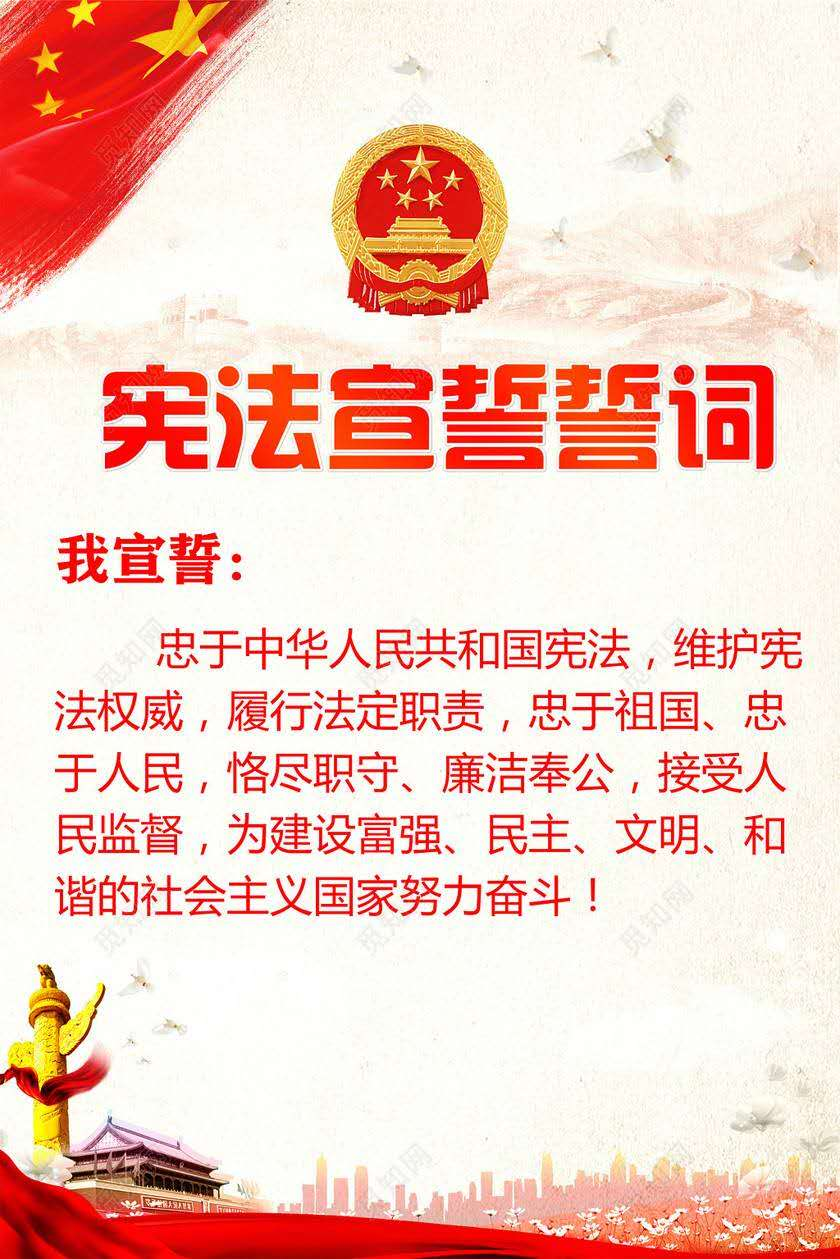 宪法宣誓誓词
我宣誓：
忠于中华人民共和国宪法，维护宪
法权威，履行法定职责，忠于祖国、忠
于人民，恪尽职守、廉洁奉公，接受人
民监督，为建设富强、民主、文明、和
谐的社会主义国家努力奋斗！
觅知网